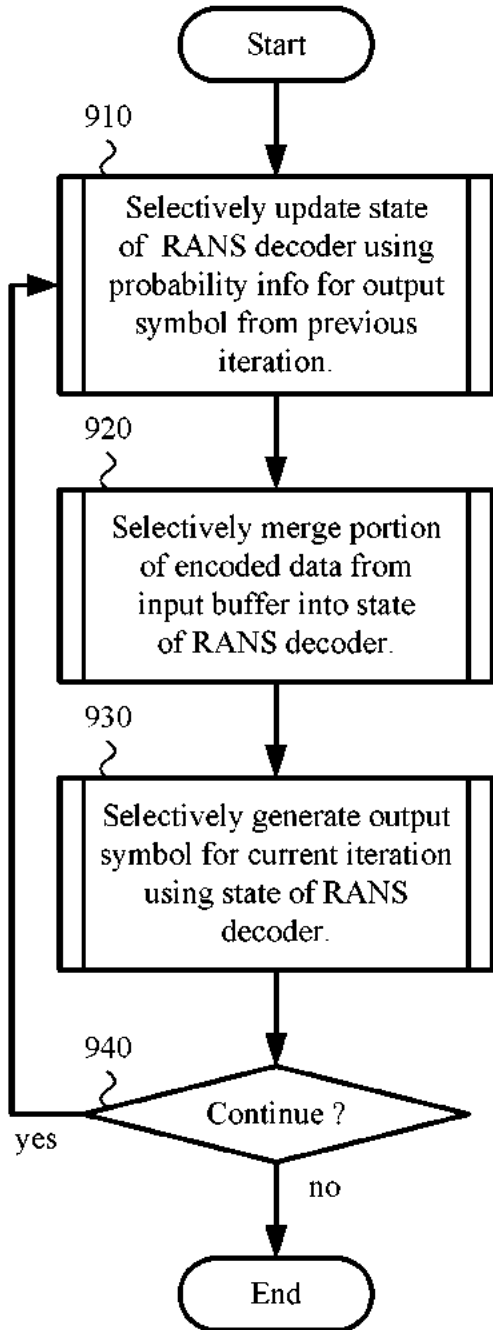 Start
910
Selectively update state
of RANS decoder using
probability info for output
symbol from previous
iteration.
920
Selectively merge portion
of encoded data from
input buffer into state
of RANS decoder.
930
Selectively generate output
symbol for current iteration
using state of RANS
decoder.
940
Continue ?
yes
no
End